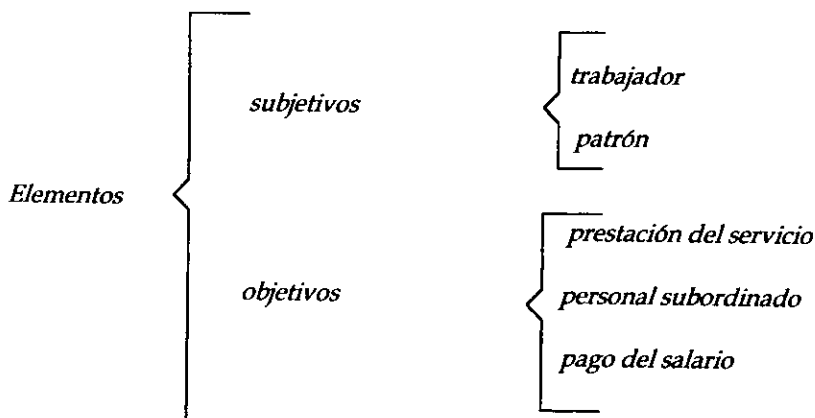 Elementos
subjetivos
trabajador
patrón
objetivos
prestación del servicio
personal subordinado
pago del salario